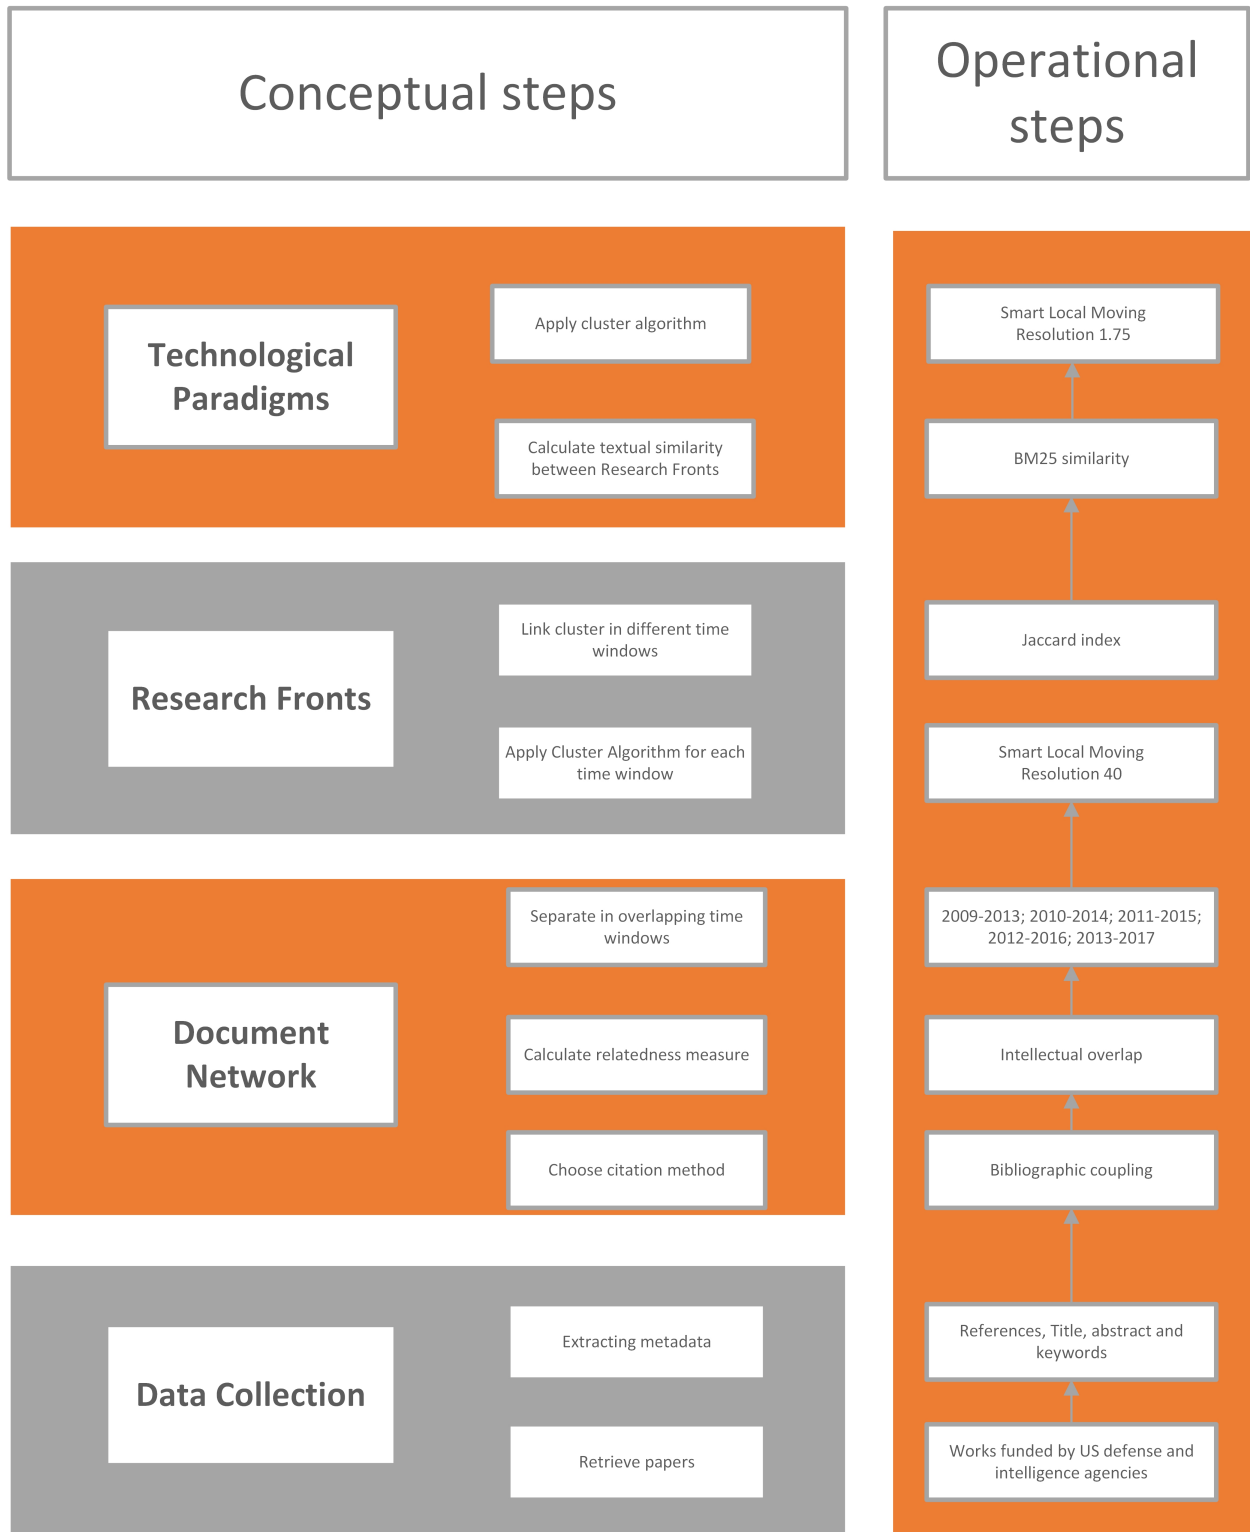 Conceptual steps
Operational
steps
Technological
Paradigms
Apply cluster algorithm
Calculate textual similarity
between Research Fronts
Smart Local Moving
Resolution 1.75
BM25 similarity
Research Fronts
Link cluster in different time
windows
Apply Cluster Algorithm for each
time window
Jaccard index
Smart Local Moving
Resolution 40
Document
Network
Separate in overlapping time
windows
Calculate relatedness measure
Choose citation method
2009-2013; 2010-2014; 2011-2015;
2012-2016; 2013-2017
Intellectual overlap
Bibliographic coupling
Data Collection
Extracting metadata
Retrieve papers
References, Title, abstract and
keywords
Works funded by US defense and
intelligence agencies